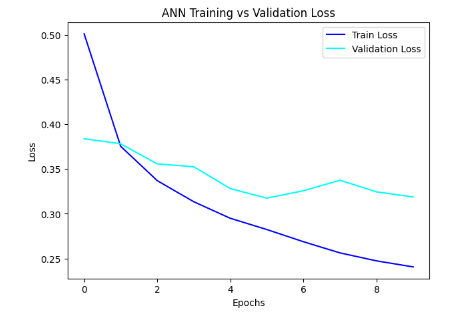 ANN Training vs Validation Loss
Train Loss
Validation Loss
0.50
0.45
0.40
0.35
0.30
0.25
Loss
0 2 4 6 8
Epochs